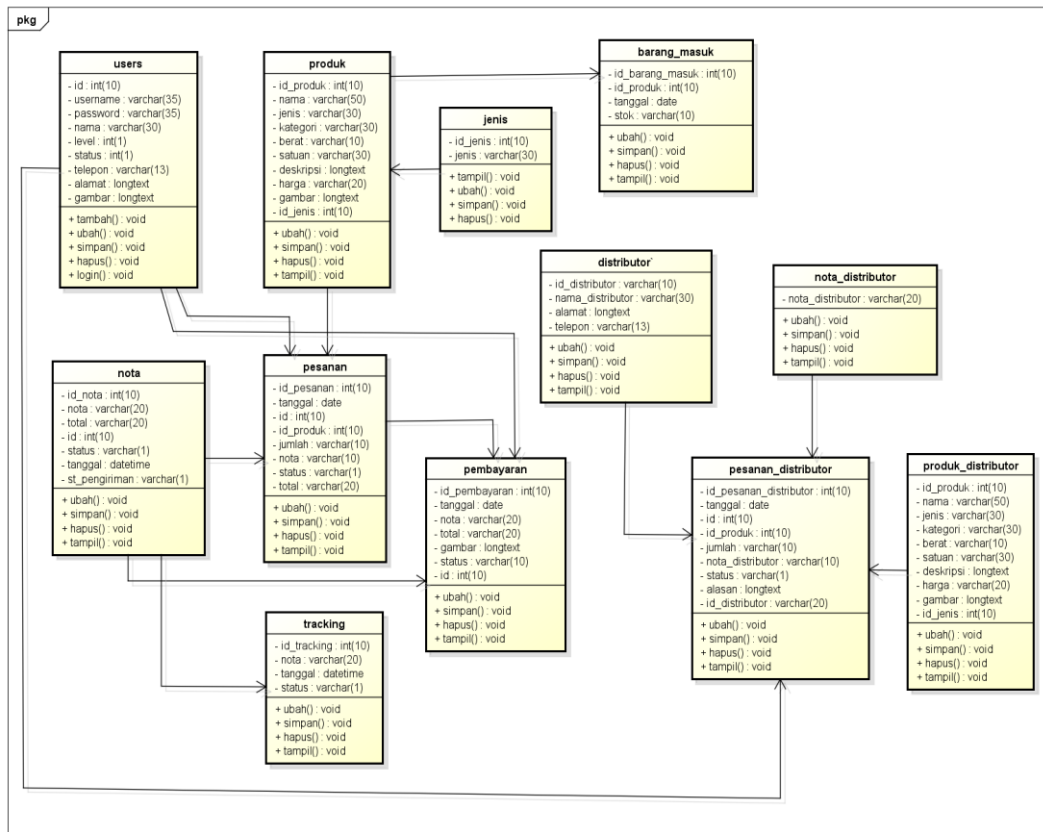 pkg
users
- id : int(10)
- username : varchar(35)
- password : varchar(35)
- nama : varchar(30)
- level : int(1)
- status : int(1)
- telepon : varchar(13)
- alamat : longtext
- gambar : longtext
+ tambah() : void
+ ubah() : void
+ simpan() : void
+ hapus() : void
+ login() : void
produk
- id_produk : int(10)
- nama : varchar(50)
- jenis : varchar(30)
- kategori : varchar(30)
- berat : varchar(10)
- satuan : varchar(30)
- deskripsi : longtext
- harga : varchar(20)
- gambar : longtext
- id_jenis : int(10)
+ ubah() : void
+ simpan() : void
+ hapus() : void
+ tampil() : void
jenis
- id_jenis : int(10)
- jenis : varchar(30)
+ tampil() : void
+ ubah() : void
+ simpan() : void
+ hapus() : void
barang_masuk
- id_barang_masuk : int(10)
- id_produk : int(10)
- tanggal : date
- stok : varchar(10)
+ ubah() : void
+ simpan() : void
+ hapus() : void
+ tampil() : void
distributor`
- id_distributor : varchar(10)
- nama_distributor : varchar(30)
- alamat : longtext
- telepon : varchar(13)
+ ubah() : void
+ simpan() : void
+ hapus() : void
+ tampil() : void
nota_distributor
- nota_distributor : varchar(20)
+ ubah() : void
+ simpan() : void
+ hapus() : void
+ tampil() : void
nota
- id_nota : int(10)
- nota : varchar(20)
- total : varchar(20)
- id : int(10)
- status : varchar(1)
- tanggal : datetime
- st_pengiriman : varchar(1)
+ ubah() : void
+ simpan() : void
+ hapus() : void
+ tampil() : void
pesanan
- id_pesanan : int(10)
- tanggal : date
- id : int(10)
- id_produk : int(10)
- jumlah : varchar(10)
- nota : varchar(10)
- status : varchar(1)
- total : varchar(20)
+ ubah() : void
+ simpan() : void
+ hapus() : void
+ tampil() : void
pembayaran
- id_pembayaran : int(10)
- tanggal : date
- nota : varchar(20)
- total : varchar(20)
- gambar : longtext
- status : varchar(10)
- id : int(10)
+ ubah() : void
+ simpan() : void
+ hapus() : void
+ tampil() : void
pesanan_distributor
- id_pesanan_distributor : int(10)
- tanggal : date
- id : int(10)
- id_produk : int(10)
- jumlah : varchar(10)
- nota_distributor : varchar(10)
- status : varchar(1)
- alasan : longtext
- id_distributor : varchar(20)
+ ubah() : void
+ simpan() : void
+ hapus() : void
+ tampil() : void
produk_distributor
- id_produk : int(10)
- nama : varchar(50)
- jenis : varchar(30)
- kategori : varchar(30)
- berat : varchar(10)
- satuan : varchar(30)
- deskripsi : longtext
- harga : varchar(20)
- gambar : longtext
- id_jenis : int(10)
+ ubah() : void
+ simpan() : void
+ hapus() : void
+ tampil() : void
tracking
- id_tracking : int(10)
- nota : varchar(20)
- tanggal : datetime
- status : varchar(1)
+ ubah() : void
+ simpan() : void
+ hapus() : void
+ tampil() : void